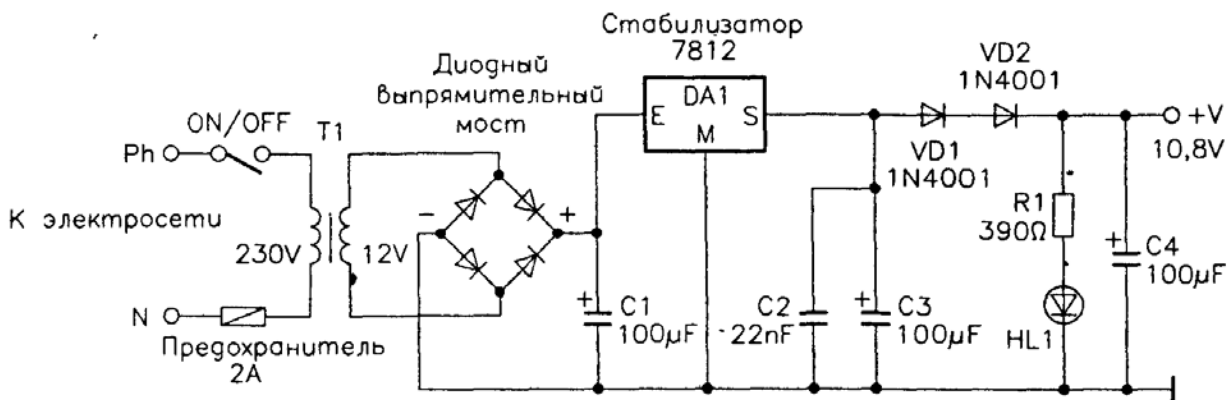 Стабилизатор
7812
VD2
1N4001
Диодный
выпрямительный
мост
DA1
E
S
M
ON/OFF
T1
Ph
+V
10,8V
VD1
1N4001
К электросети
-
+
R1
390Ω
230V
12V
+
C4
100µF
N
Предохранитель
2A
+
C1
100µF
C2
22nF
+
C3
100µF
HL1